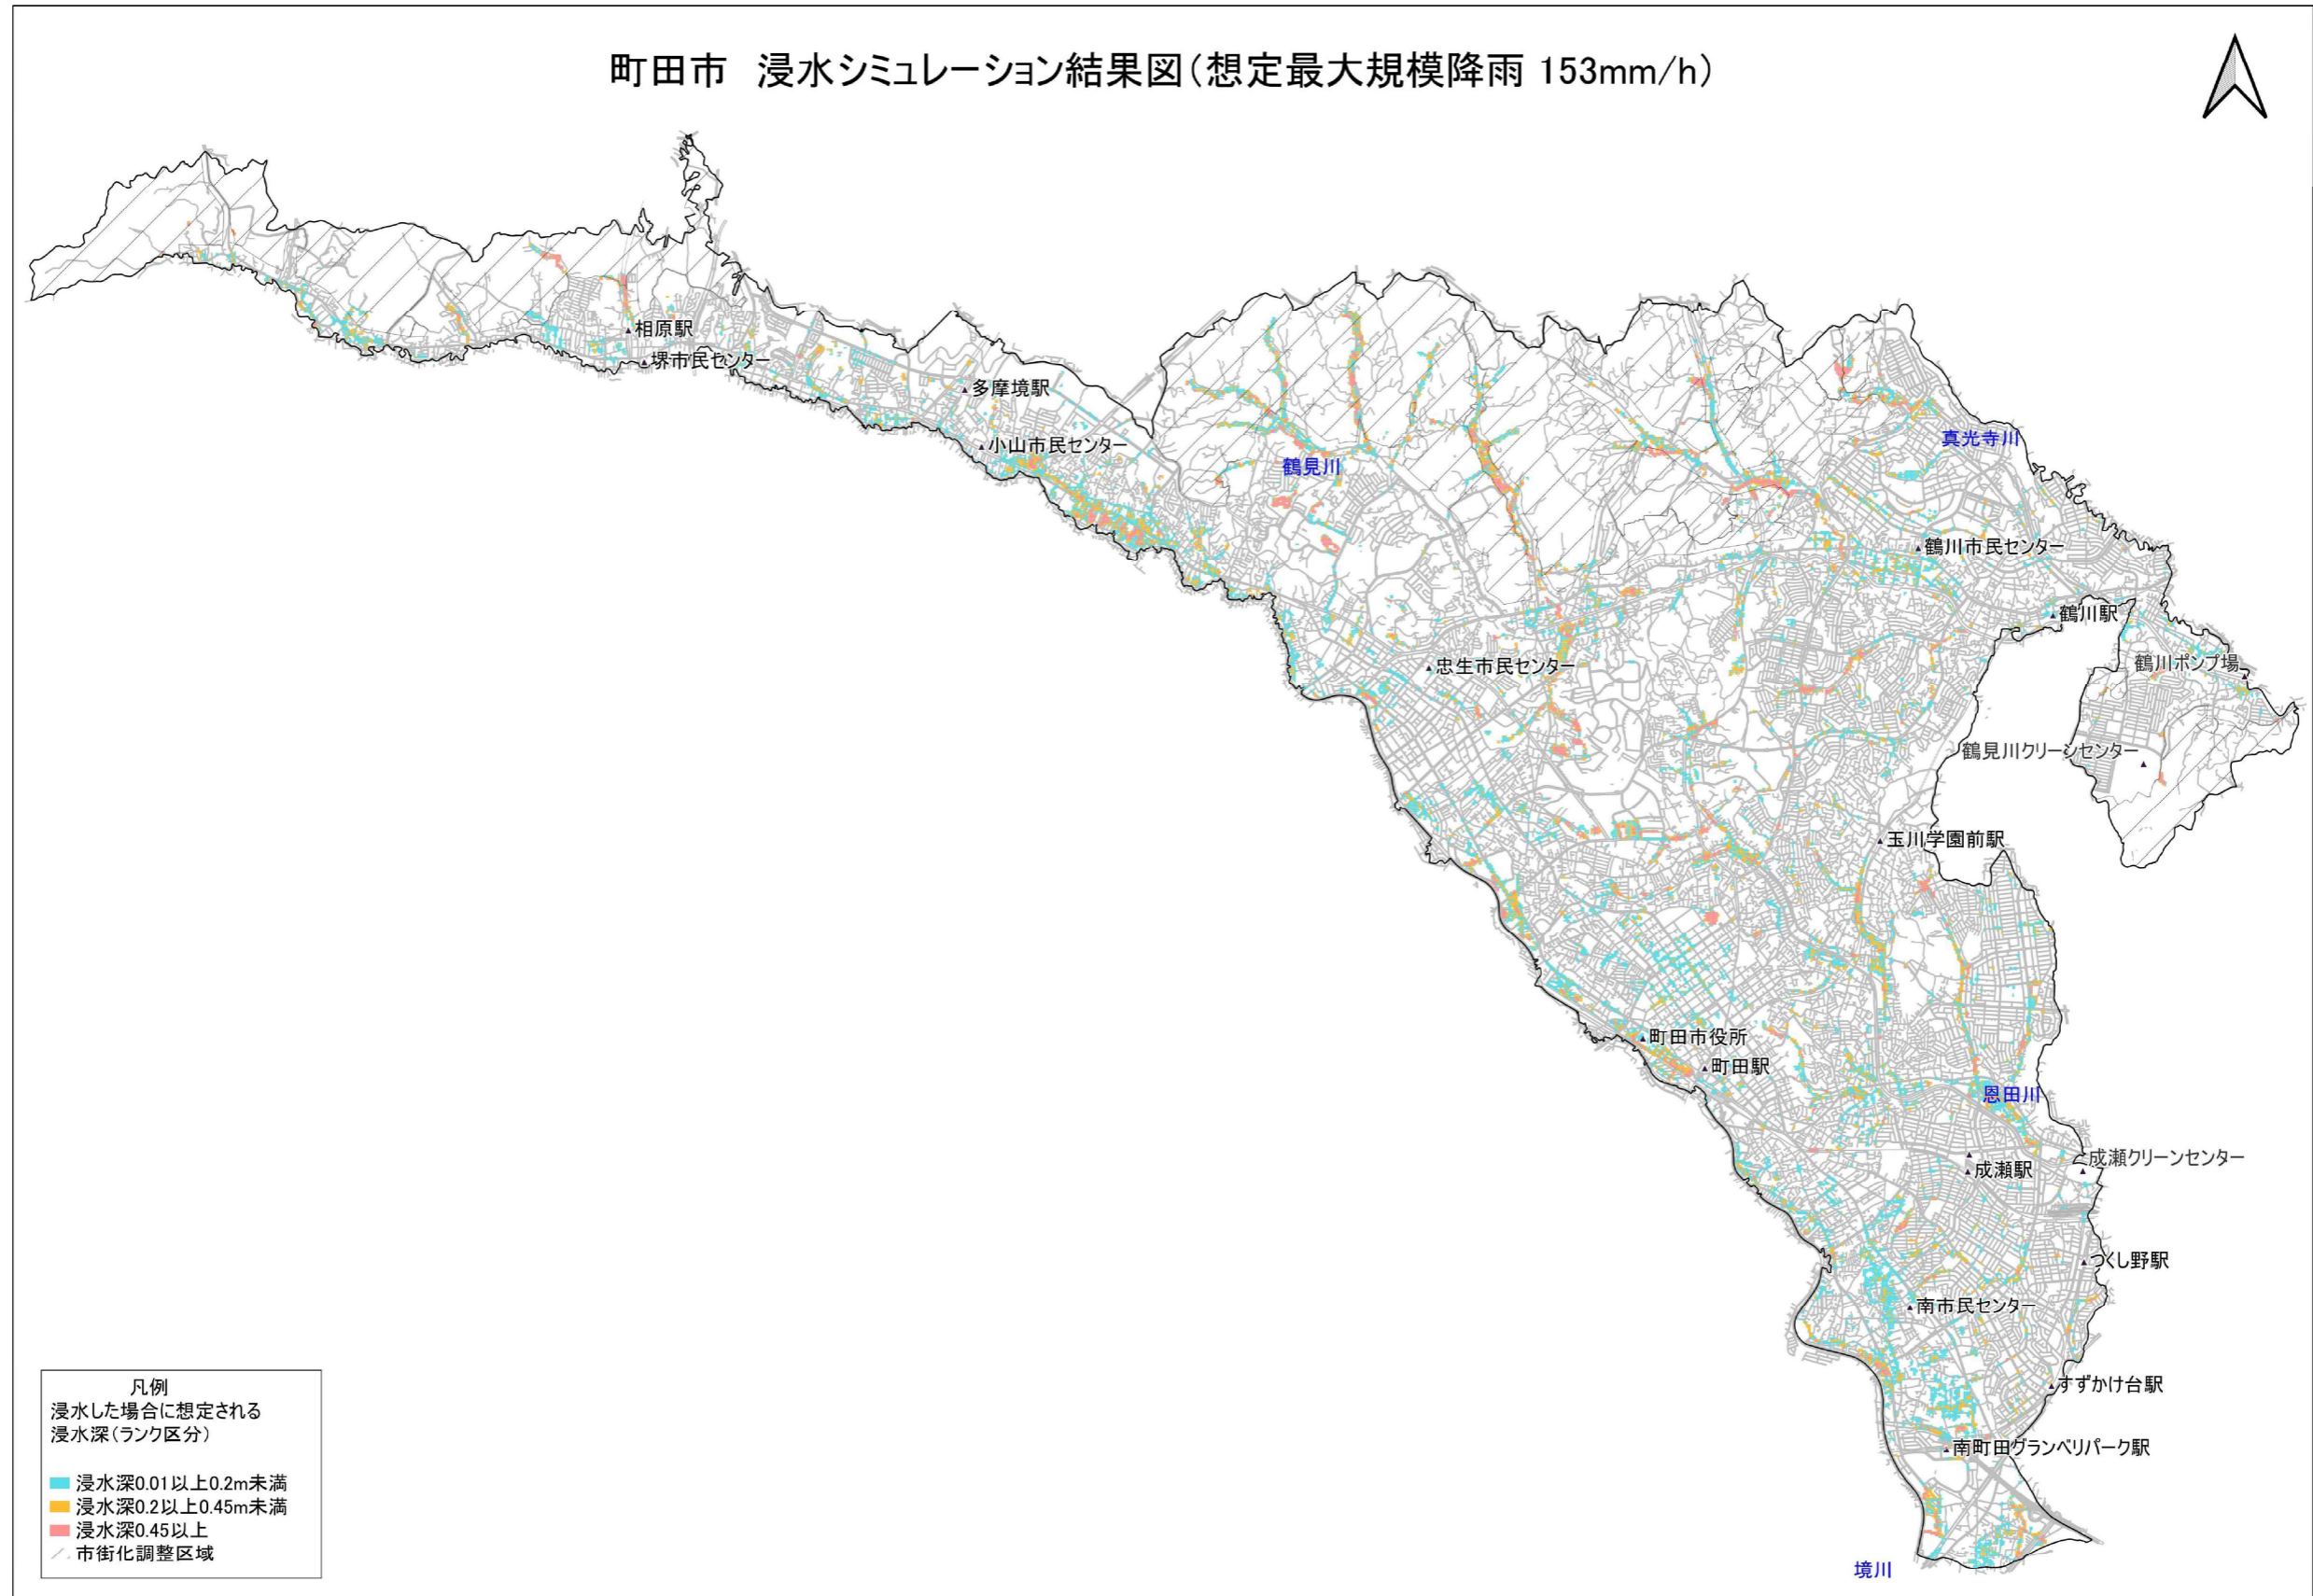 町田市　浸水シミュレーション結果図（想定最大規模降雨 153mm/h）
相原駅
堺市民センター
多摩境駅
小山市民センター
鶴見川
真光寺川
鶴川市民センター
鶴川駅
忠生市民センター
鶴川ポンプ場
鶴見川クリーンセンター
玉川学園前駅
町田市役所
町田駅
恩田川
成瀬クリーンセンター
成瀬駅
つくし野駅
南市民センター
すずかけ台駅
南町田グランベリパーク駅
境川
凡例
浸水した場合に想定される
浸水深（ランク区分）
浸水深0.01以上0.2m未満
浸水深0.2以上0.45m未満
浸水深0.45以上
市街化調整区域